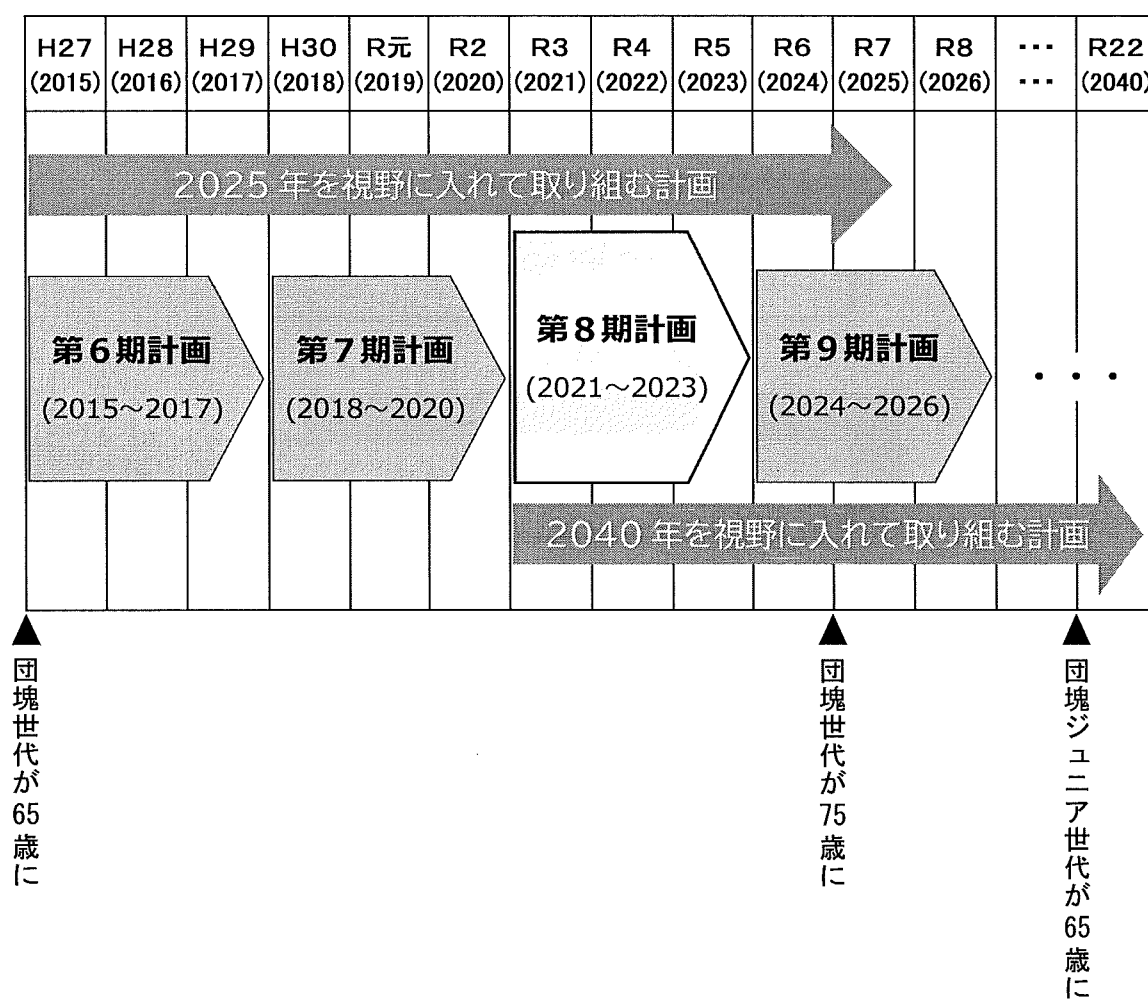 H27 H28 H29 H30 R元 R2 R3 R4 R5 R6 R7 R8 ••• R22
(2015) (2016) (2017) (2018) (2019) (2020) (2021) (2022) (2023) (2024) (2025) (2026) ••• (2040)
2025年を視野に入れて取り組む計画
第6期計画
(2015～2017)
第7期計画
(2018～2020)
第8期計画
(2021～2023)
第9期計画
(2024～2026)
・・・
2040年を視野に入れて取り組む計画
団塊世代が65歳に
団塊世代が75歳に
団塊ジュニア世代が65歳に